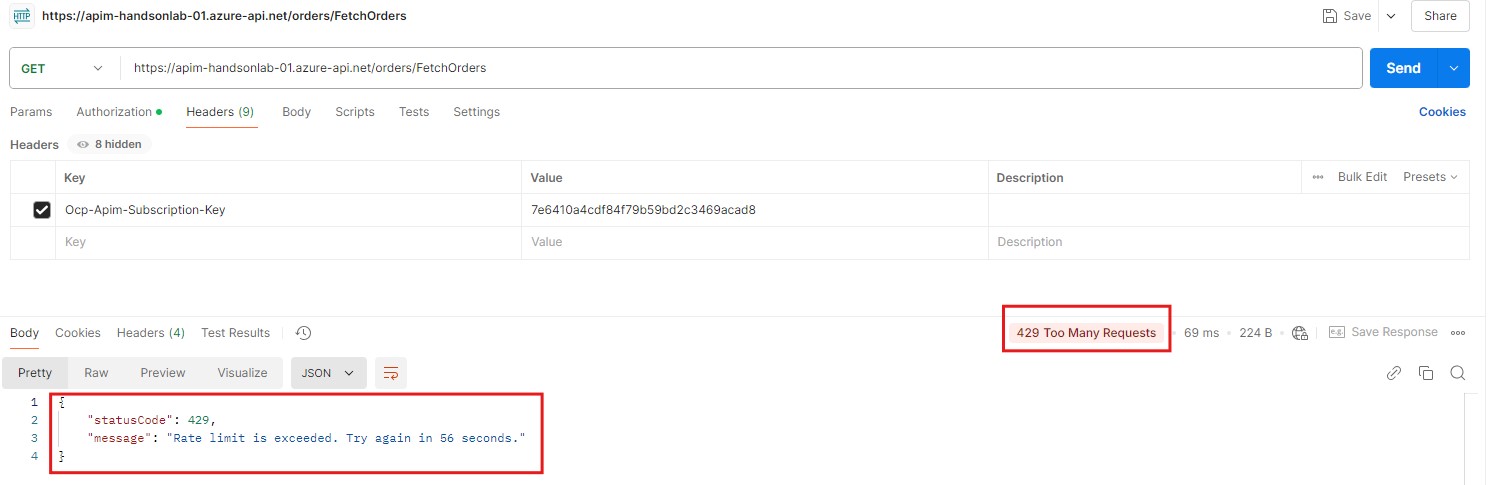 HTTP https://apim-handsonlab-01.azure-api.net/orders/FetchOrders Save Share
GET https://apim-handsonlab-01.azure-api.net/orders/FetchOrders Send
Params Authorization Headers (9) Body Scripts Tests Settings Cookies
Headers 8 hidden
Key Value Description Bulk Edit Presets
Ocp-Apim-Subscription-Key 7e6410a4cdf84f79b59bd2c3469acad8
Key Value Description
Body Cookies Headers (4) Test Results 429 Too Many Requests 69 ms 224 B e.g. Save Response
Pretty Raw Preview Visualize JSON
1 {
2 "statusCode": 429,
3 "message": "Rate limit is exceeded. Try again in 56 seconds."
4 }